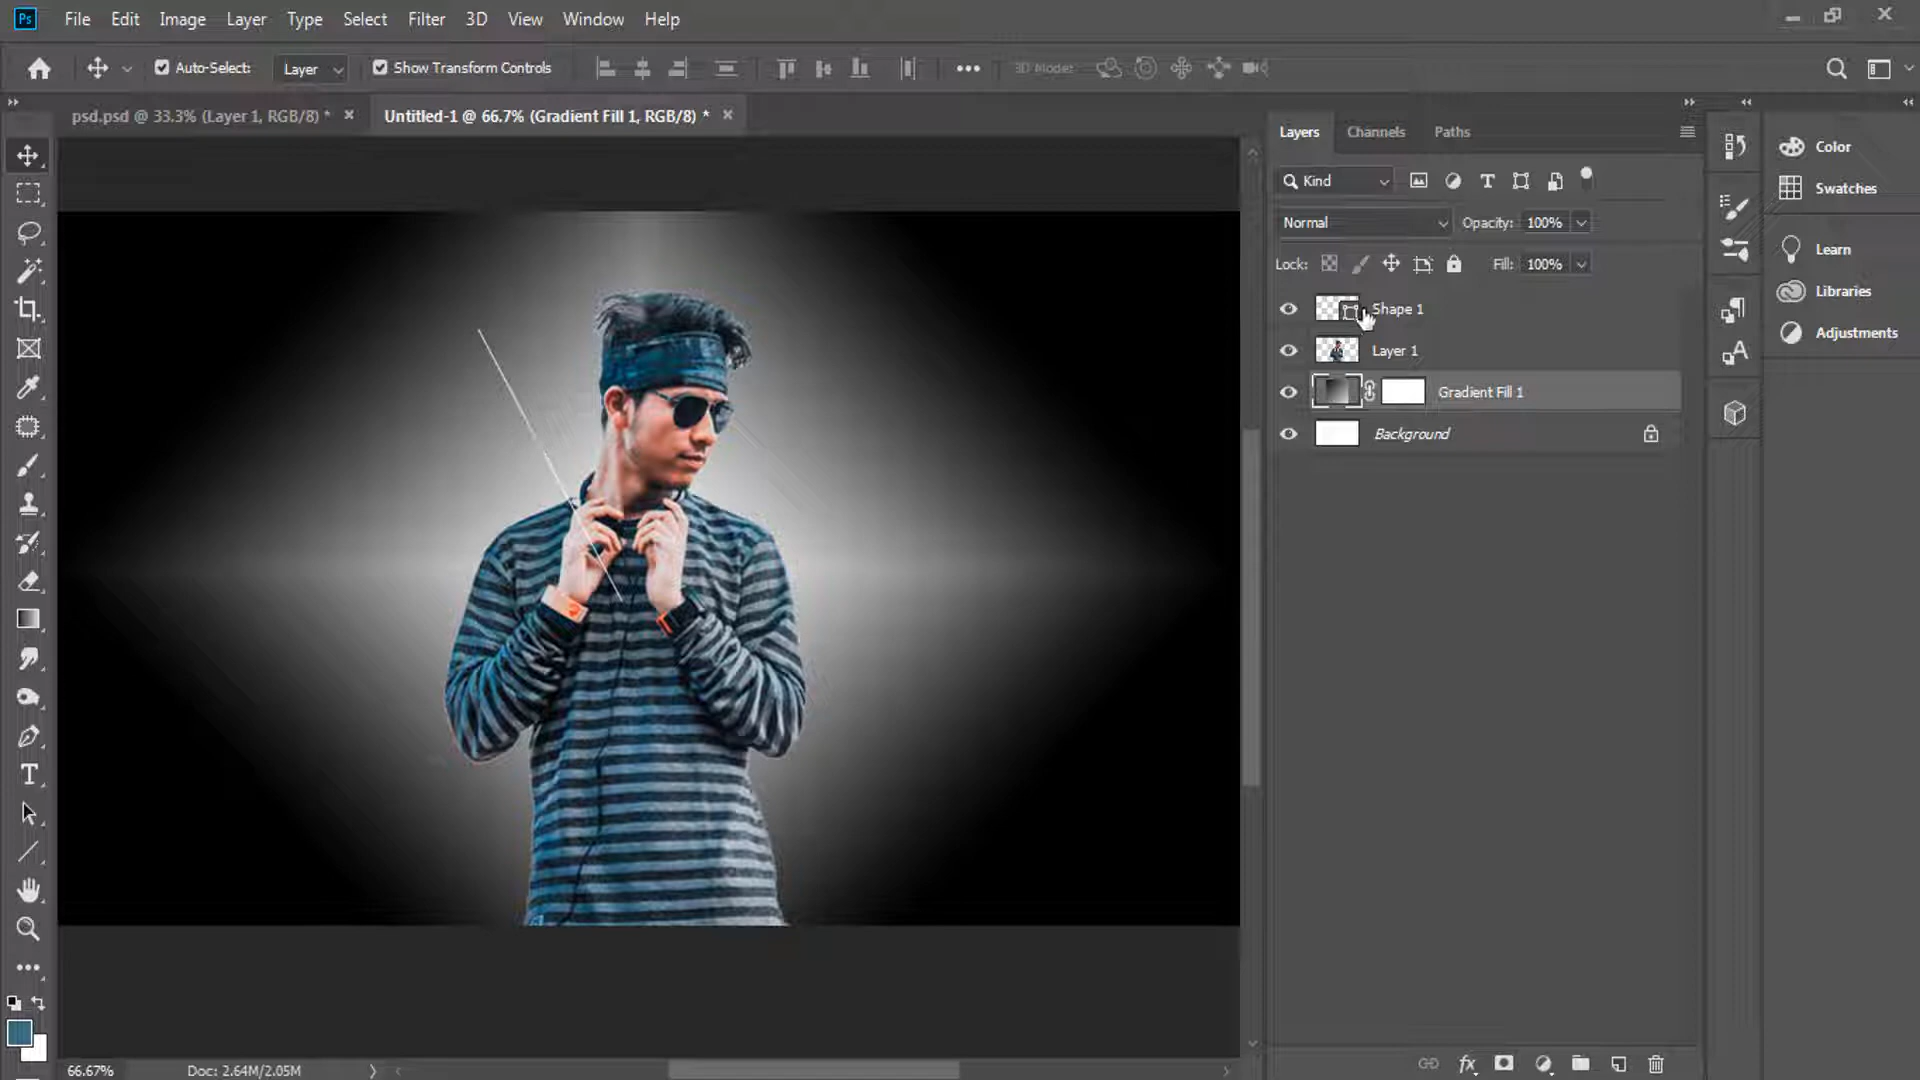 Ps File Edit Image Layer Type Select Filter 3D View Window Help
Auto-Select: Layer Show Transform Controls 3D Mode:
psd.psd @ 33.3% (Layer 1, RGB/8) * Untitled-1 @ 66.7% (Gradient Fill 1, RGB/8) *
Layers Channels Paths
Kind
Normal Opacity: 100%
Lock: Fill: 100%
Shape 1
Layer 1
Gradient Fill 1
Background
Color
Swatches
Learn
Libraries
Adjustments
66.67% Doc: 2.64M/2.05M